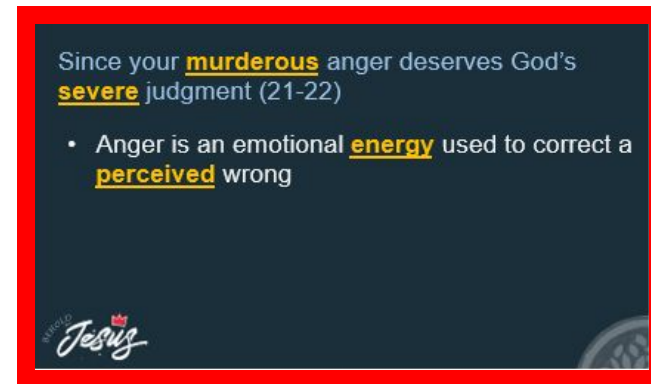 Since your murderous anger deserves God's
severe judgment (21-22)
• Anger is an emotional energy used to correct a
perceived wrong
BEHOLD
Jesus